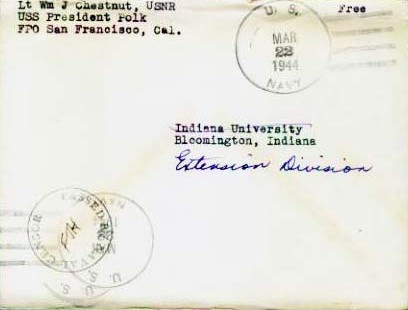 Lt Wm J Chestnut, USNR
USS President Polk
FPO San Francisco, Cal.
U. S.
MAR
22
1944
NAVY
Free
Indiana University
Bloomington, Indiana
Extension Division
PASSED BY
NAVAL CENSOR
U. S.
U. S.